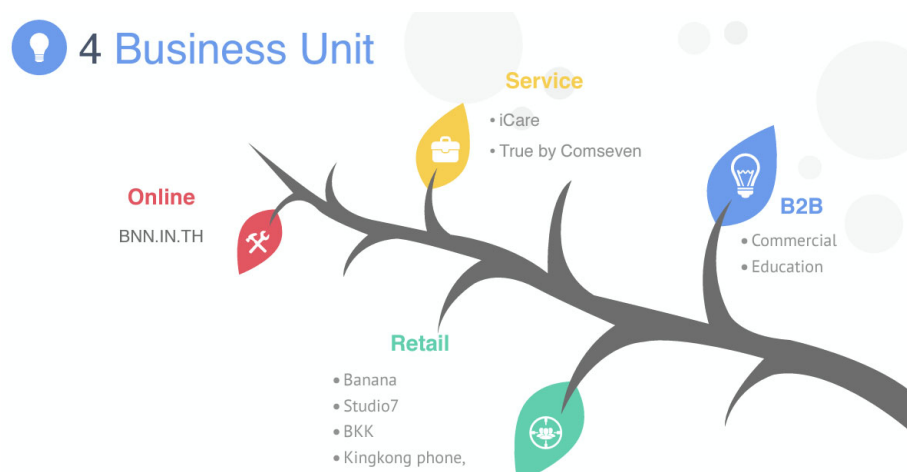 4 Business Unit
Service
• iCare
• True by Comseven
Online
BNN.IN.TH
B2B
• Commercial
• Education
Retail
• Banana
• Studio7
• BKK
• Kingkong phone,